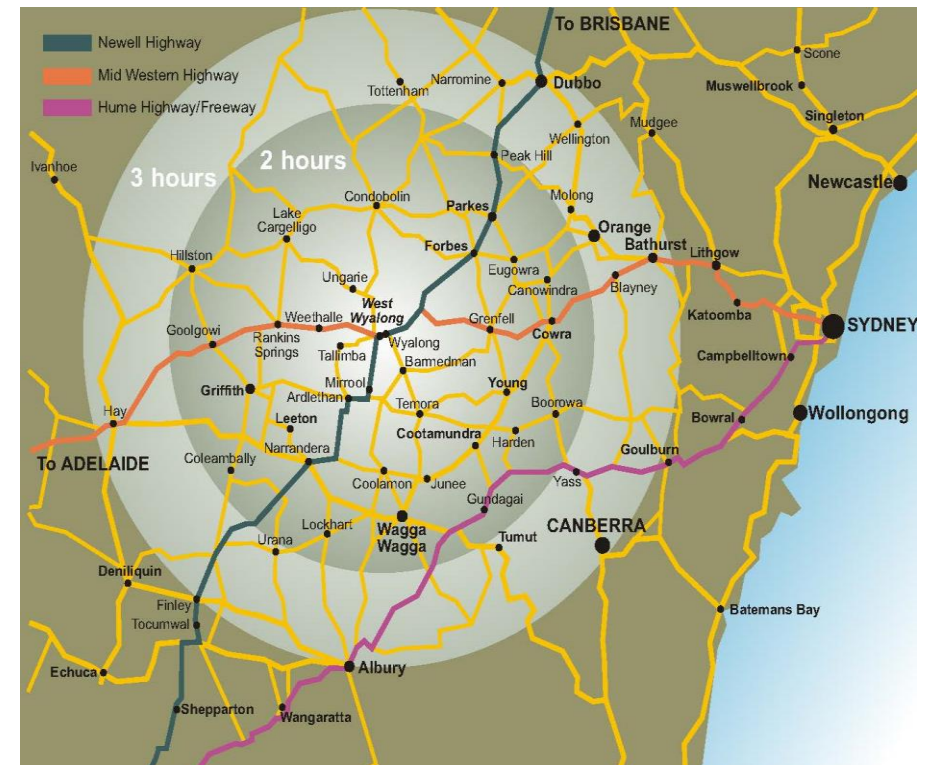 To BRISBANE
Newell Highway
Mid Western Highway
Hume Highway/Freeway
Scone
Narromine
Dubbo
Tottenham
Muswellbrook
Singleton
Wellington
Mudgee
Peak Hill
Ivanhoe
3 hours
2 hours
Newcastle
Condobolin
Molong
Parkes
Lake
Cargelligo
Orange
Bathurst
Forbes
Lithgow
Hillston
Eugowra
Ungarie
Canowindra
Blayney
West
Wyalong
Weethalle
Grenfell
Katoomba
Goolgowi
Rankins
Springs
Cowra
SYDNEY
Wyalong
Tallimba
Barmedman
Campbelltown
Mirrool
Young
Griffith
Ardlethan
Temora
Boorowa
Hay
Leeton
Bowral
Wollongong
Cootamundra
Harden
Narrandera
Goulburn
To ADELAIDE
Coleambally
Coolamon
Junee
Yass
Gundagai
Lockhart
Wagga
Wagga
CANBERRA
Urana
Tumut
Deniliquin
Finley
Batemans Bay
Tocumwal
Echuca
Albury
Shepparton
Wangaratta